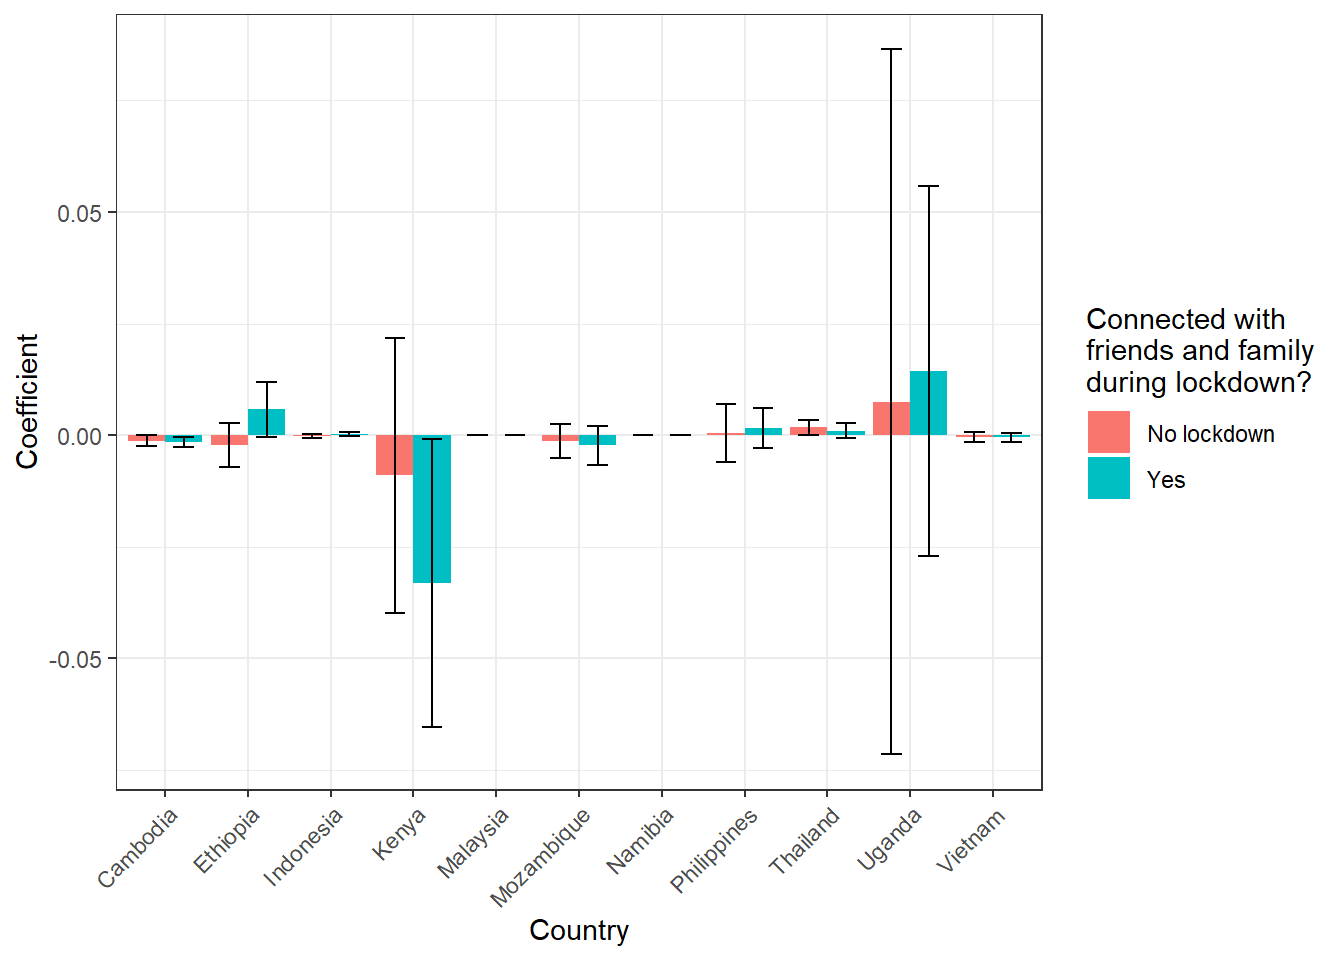 0.05
0.00
-0.05
Coefficient
Cambodia
Ethiopia
Indonesia
Kenya
Malaysia
Mozambique
Namibia
Philippines
Thailand
Uganda
Vietnam
Country
Connected with
friends and family
during lockdown?
No lockdown
Yes